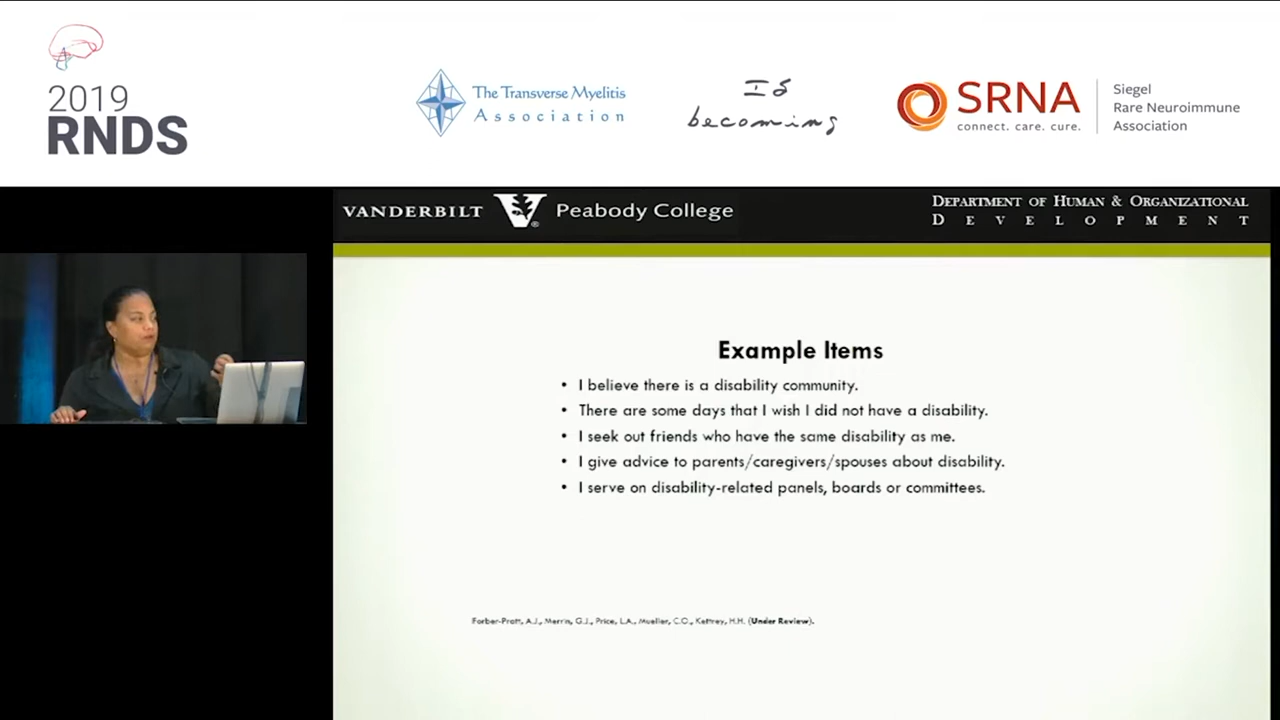 2019
RNDS
The Transverse Myelitis
Association
Is
becoming
SRNA
connect. care. cure.
Siegel
Rare Neuroimmune
Association
VANDERBILT V® Peabody College
DEPARTMENT OF HUMAN & ORGANIZATIONAL
DEVELOPMENT
Example Items
• I believe there is a disability community.
• There are some days that I wish I did not have a disability.
• I seek out friends who have the same disability as me.
• I give advice to parents/caregivers/spouses about disability.
• I serve on disability-related panels, boards or committees.
Forber-Pratt, A.J., Merrin, G.J., Price, L.A., Mueller, C.O., Kettrey, H.H. (Under Review).